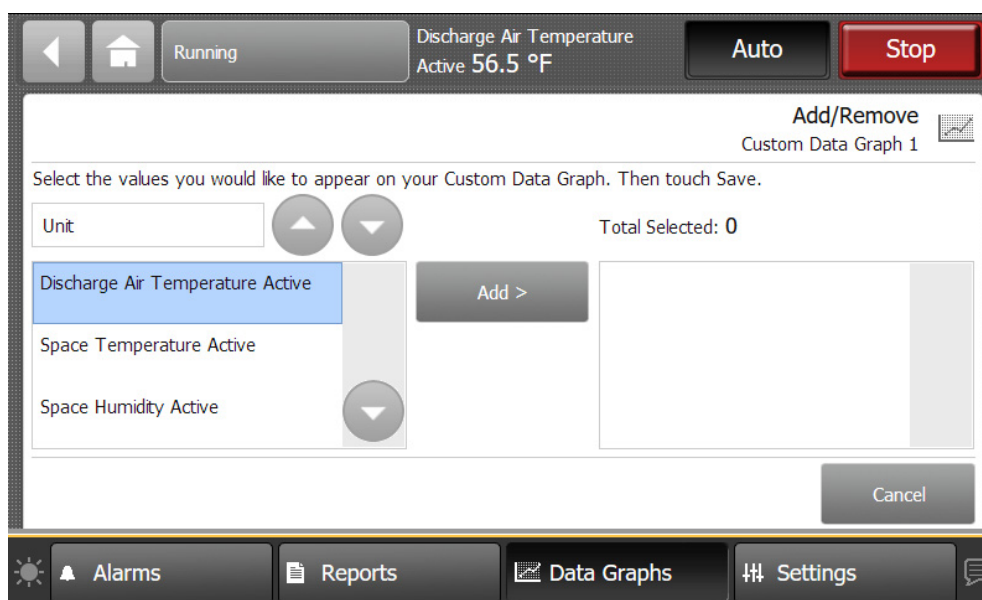 Running
Discharge Air Temperature
Active 56.5 °F
Auto
Stop
Add/Remove
Custom Data Graph 1
Select the values you would like to appear on your Custom Data Graph. Then touch Save.
Unit
Total Selected: 0
Discharge Air Temperature Active
Add >
Space Temperature Active
Space Humidity Active
Cancel
Alarms
Reports
Data Graphs
Settings